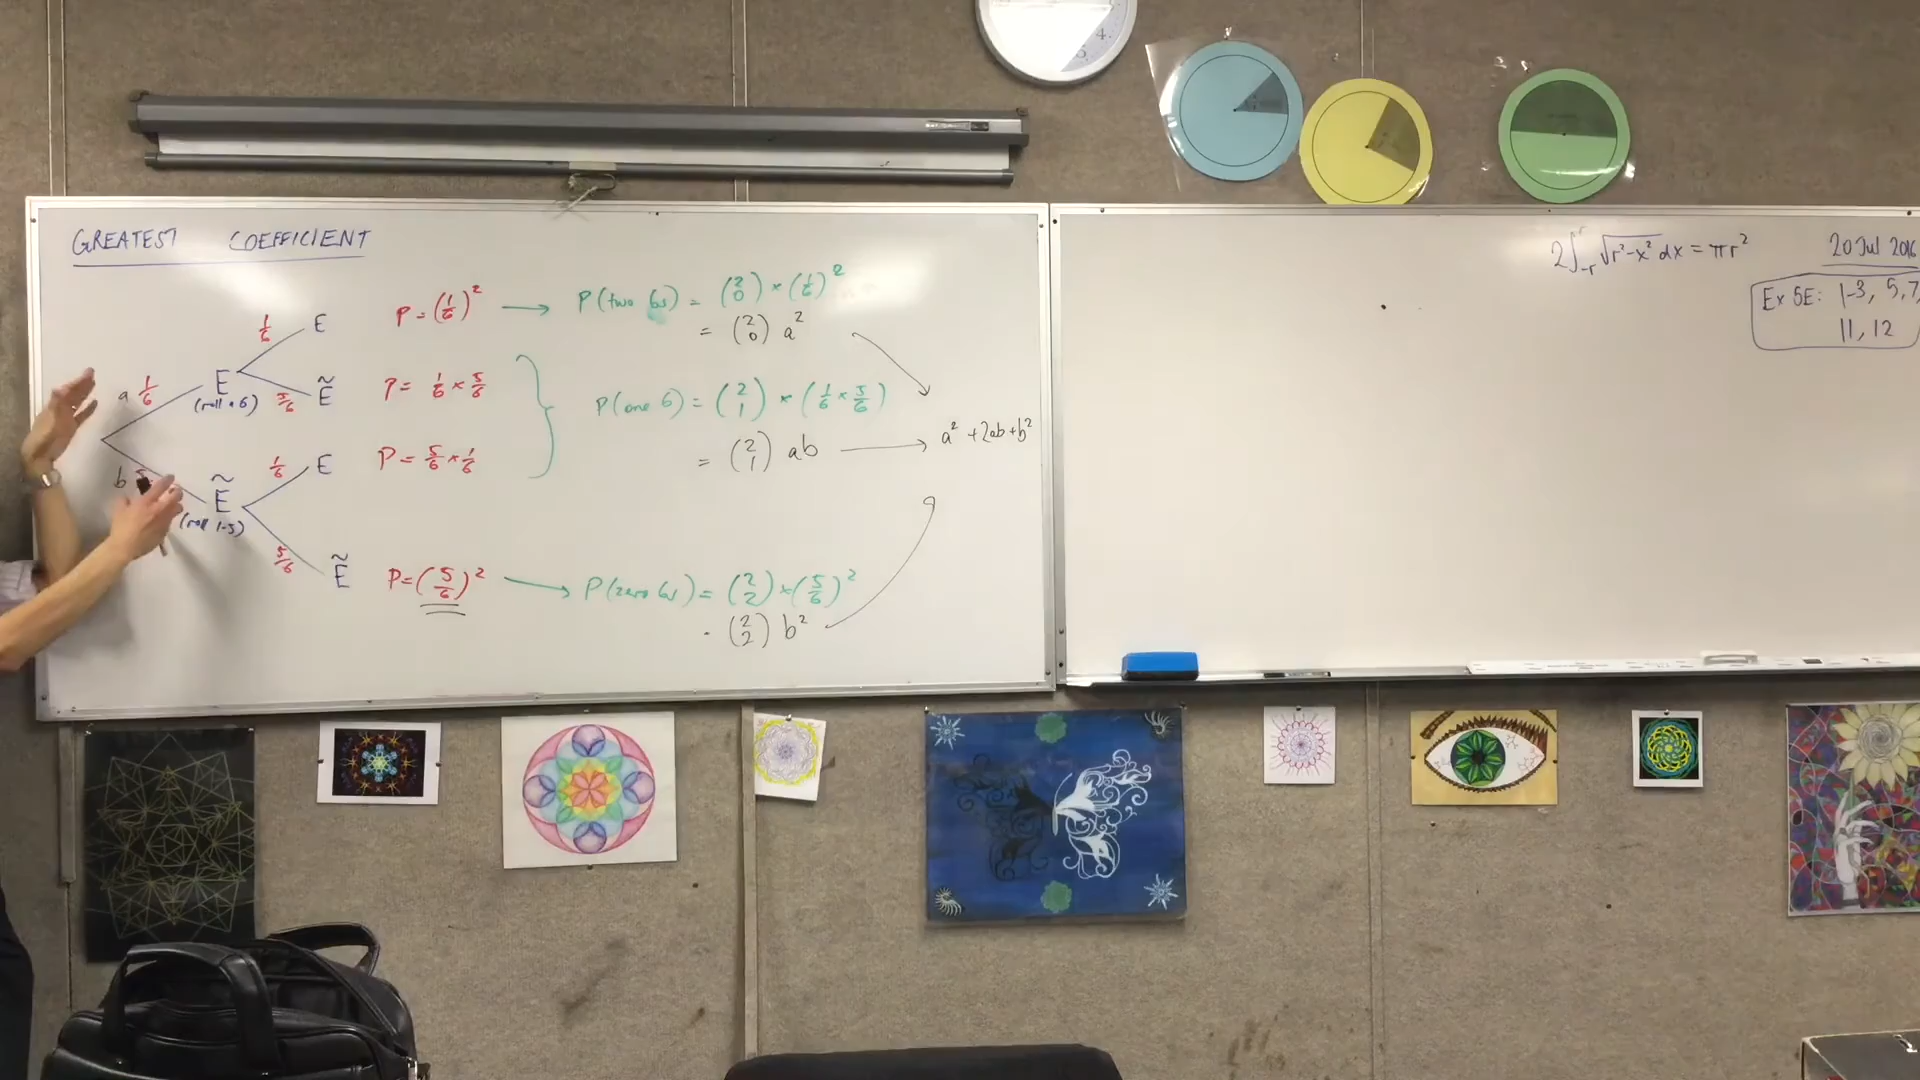 GREATEST COEFFICIENT
1/6 E
P = (1/6)² → P(two 6s) = (2 0) × (1/6)²
= (2 0) a²
a 1/6 E
(roll a 6)
5/6 Ẽ
P = 1/6 × 5/6
P(one 6) = (2 1) × (1/6 × 5/6)
= (2 1) ab → a² + 2ab + b²
1/6 E
P = 5/6 × 1/6
b
Ẽ
(roll 1-5)
5/6 Ẽ
P = (5/6)² → P(zero 6s) = (2 2) × (5/6)²
(2 2) b²
2∫₋ᵣʳ √(r²−x²) dx = πr²
20 Jul 2016
Ex 5E: 1-3, 5, 7,
11, 12